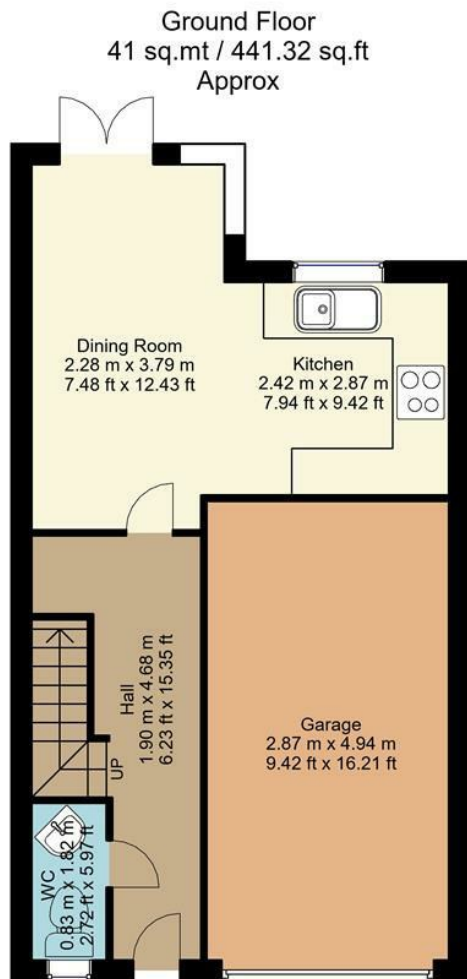 Ground Floor
41 sq.mt / 441.32 sq.ft
Approx
Dining Room
2.28 m x 3.79 m
7.48 ft x 12.43 ft
Kitchen
2.42 m x 2.87 m
7.94 ft x 9.42 ft
Hall
1.90 m x 4.68 m
6.23 ft x 15.35 ft
Garage
2.87 m x 4.94 m
9.42 ft x 16.21 ft
UP
WC
0.83 m x 1.82 m
2.72 ft x 5.97 ft